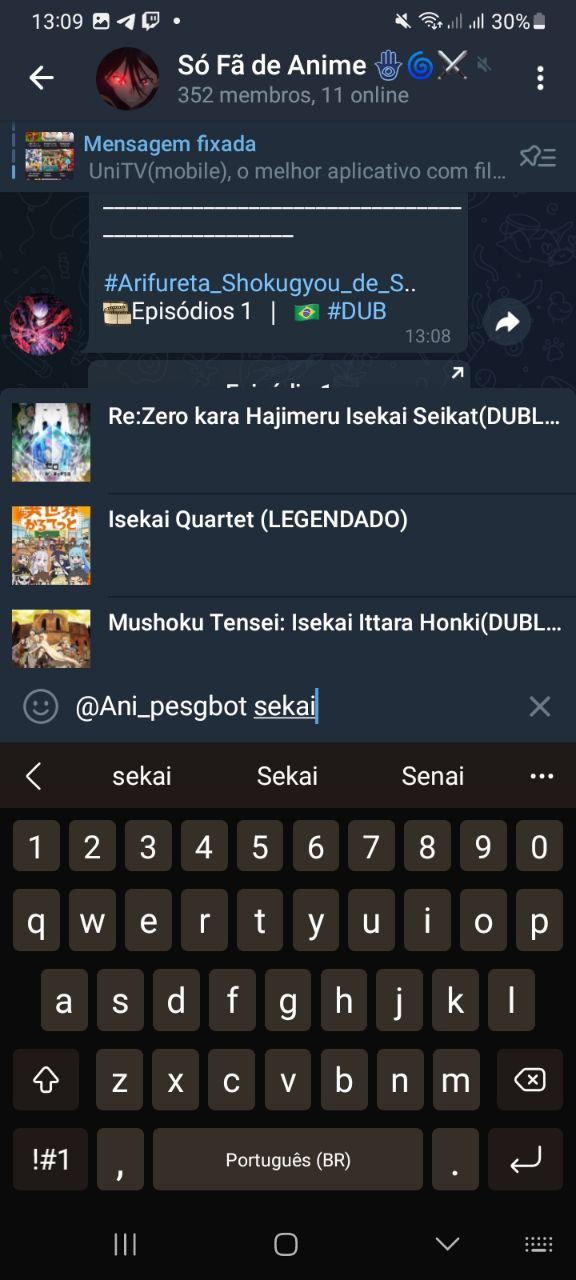 13:09
30%
Só Fã de Anime
352 membros, 11 online
Mensagem fixada
UniTV(mobile), o melhor aplicativo com fil...
#Arifureta_Shokugyou_de_S..
Episódios 1 | 🇧🇷 #DUB
13:08
Episódio 1
Re:Zero kara Hajimeru Isekai Seikat(DUBL...
Isekai Quartet (LEGENDADO)
Mushoku Tensei: Isekai Ittara Honki(DUBL...
@Ani_pesgbot sekai
sekai Sekai Senai
1 2 3 4 5 6 7 8 9 0
q w e r t y u i o p
a s d f g h j k l
z x c v b n m
!#1 , Português (BR) .